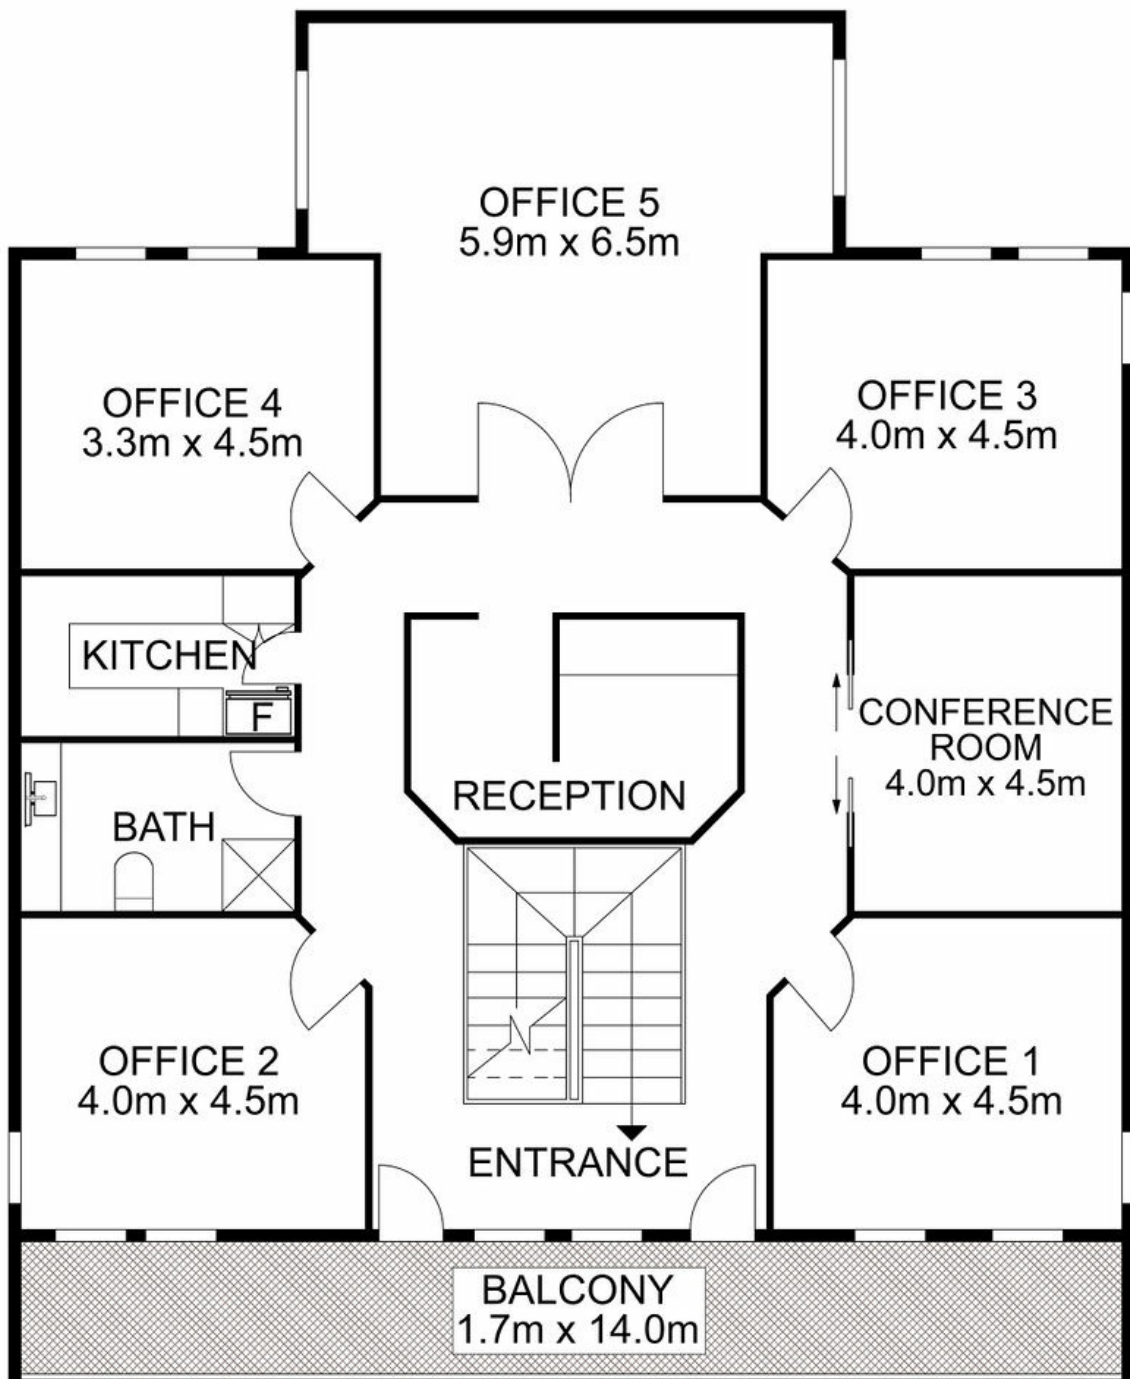 OFFICE 5
5.9m x 6.5m
OFFICE 4
3.3m x 4.5m
OFFICE 3
4.0m x 4.5m
KITCHEN
F
CONFERENCE
ROOM
4.0m x 4.5m
RECEPTION
BATH
OFFICE 2
4.0m x 4.5m
OFFICE 1
4.0m x 4.5m
ENTRANCE
BALCONY
1.7m x 14.0m